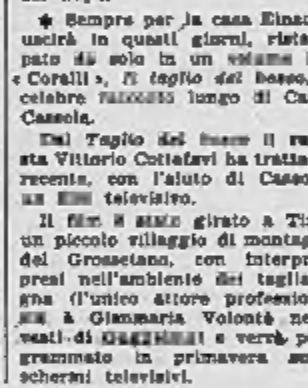 ◆ Sempre per la casa Einau
uscirà in questi giorni, rista
pato da solo in un volume
« Coralli », Il taglio del bosco,
celebre racconto lungo di Ca
Cassola.
Dal Taglio del bosco il re
sta Vittorio Cottafavi ha tratto
recente, con l'aiuto di Casso
un film televisivo.
Il film è stato girato a Ti
un piccolo villaggio di montag
del Grossetano, con interpr
presi nell'ambiente dei taglia
gna (l'unico attore professio
è Gianmaria Volonté ne
vesti di e verrà p
grammato in primavera su
schermi televisivi.